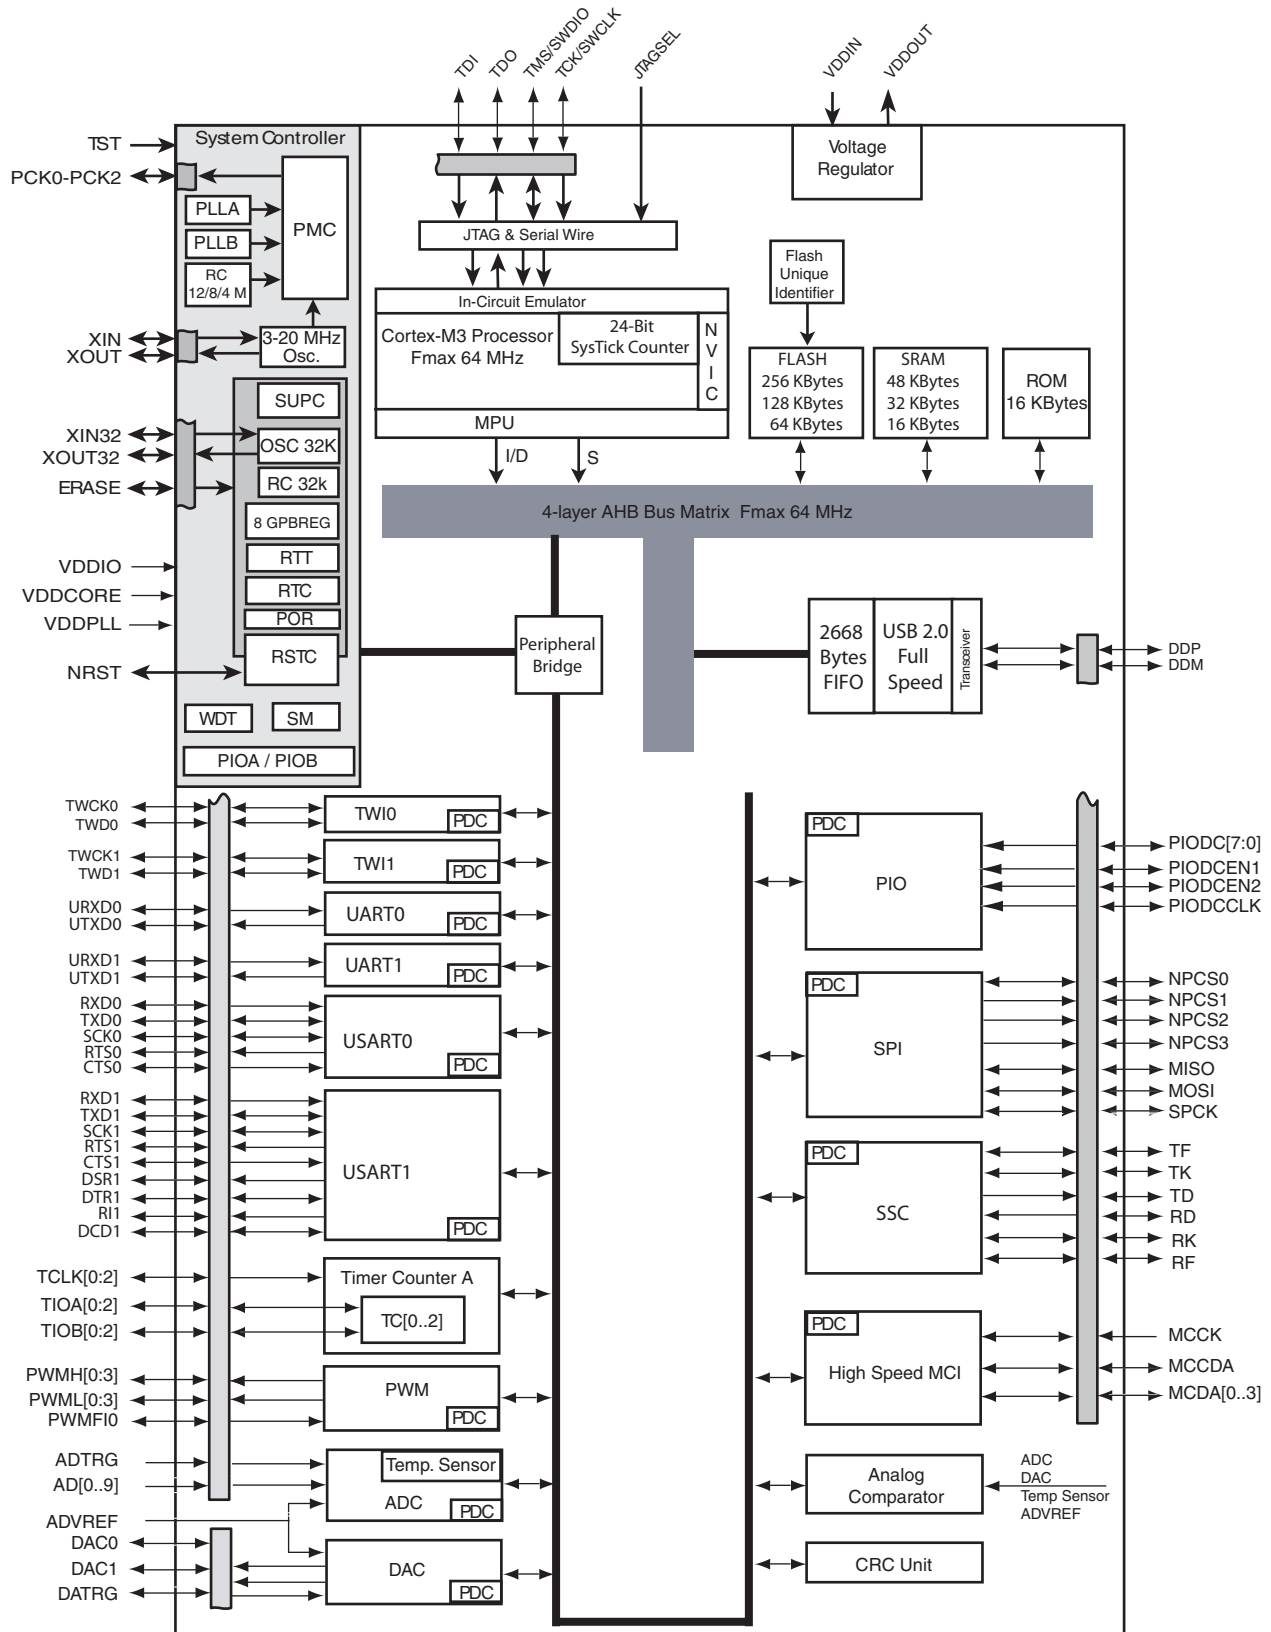 TDI
TDO
TMS/SWDIO
TCK/SWCLK
JTAGSEL
VDDIN
VDDOUT
System Controller
TST
PCK0-PCK2
PLLA
PLLB
RC
12/8/4 M
PMC
XIN
XOUT
3-20 MHz
Osc.
SUPC
XIN32
XOUT32
OSC 32K
ERASE
RC 32k
8 GPBREG
RTT
VDDIO
RTC
VDDCORE
POR
VDDPLL
RSTC
NRST
WDT
SM
PIOA / PIOB
Voltage
Regulator
JTAG & Serial Wire
In-Circuit Emulator
Cortex-M3 Processor
Fmax 64 MHz
24-Bit
SysTick Counter
N
V
I
C
MPU
I/D
S
Flash
Unique
Identifier
FLASH
256 KBytes
128 KBytes
64 KBytes
SRAM
48 KBytes
32 KBytes
16 KBytes
ROM
16 KBytes
4-layer AHB Bus Matrix Fmax 64 MHz
Peripheral
Bridge
2668
Bytes
FIFO
USB 2.0
Full
Speed
Transceiver
DDP
DDM
TWCK0
TWD0
TWI0
PDC
TWCK1
TWD1
TWI1
PDC
URXD0
UTXD0
UART0
PDC
URXD1
UTXD1
UART1
PDC
RXD0
TXD0
SCK0
RTS0
CTS0
USART0
PDC
RXD1
TXD1
SCK1
RTS1
CTS1
DSR1
DTR1
RI1
DCD1
USART1
PDC
TCLK[0:2]
TIOA[0:2]
TIOB[0:2]
Timer Counter A
TC[0..2]
PWMH[0:3]
PWML[0:3]
PWMFI0
PWM
PDC
ADTRG
AD[0..9]
ADVREF
Temp. Sensor
ADC
PDC
DAC0
DAC1
DATRG
DAC
PDC
PDC
PIO
PIODC[7:0]
PIODCEN1
PIODCEN2
PIODCCLK
PDC
SPI
NPCS0
NPCS1
NPCS2
NPCS3
MISO
MOSI
SPCK
PDC
SSC
TF
TK
TD
RD
RK
RF
PDC
High Speed MCI
MCCK
MCCDA
MCDA[0..3]
Analog
Comparator
ADC
DAC
Temp Sensor
ADVREF
CRC Unit